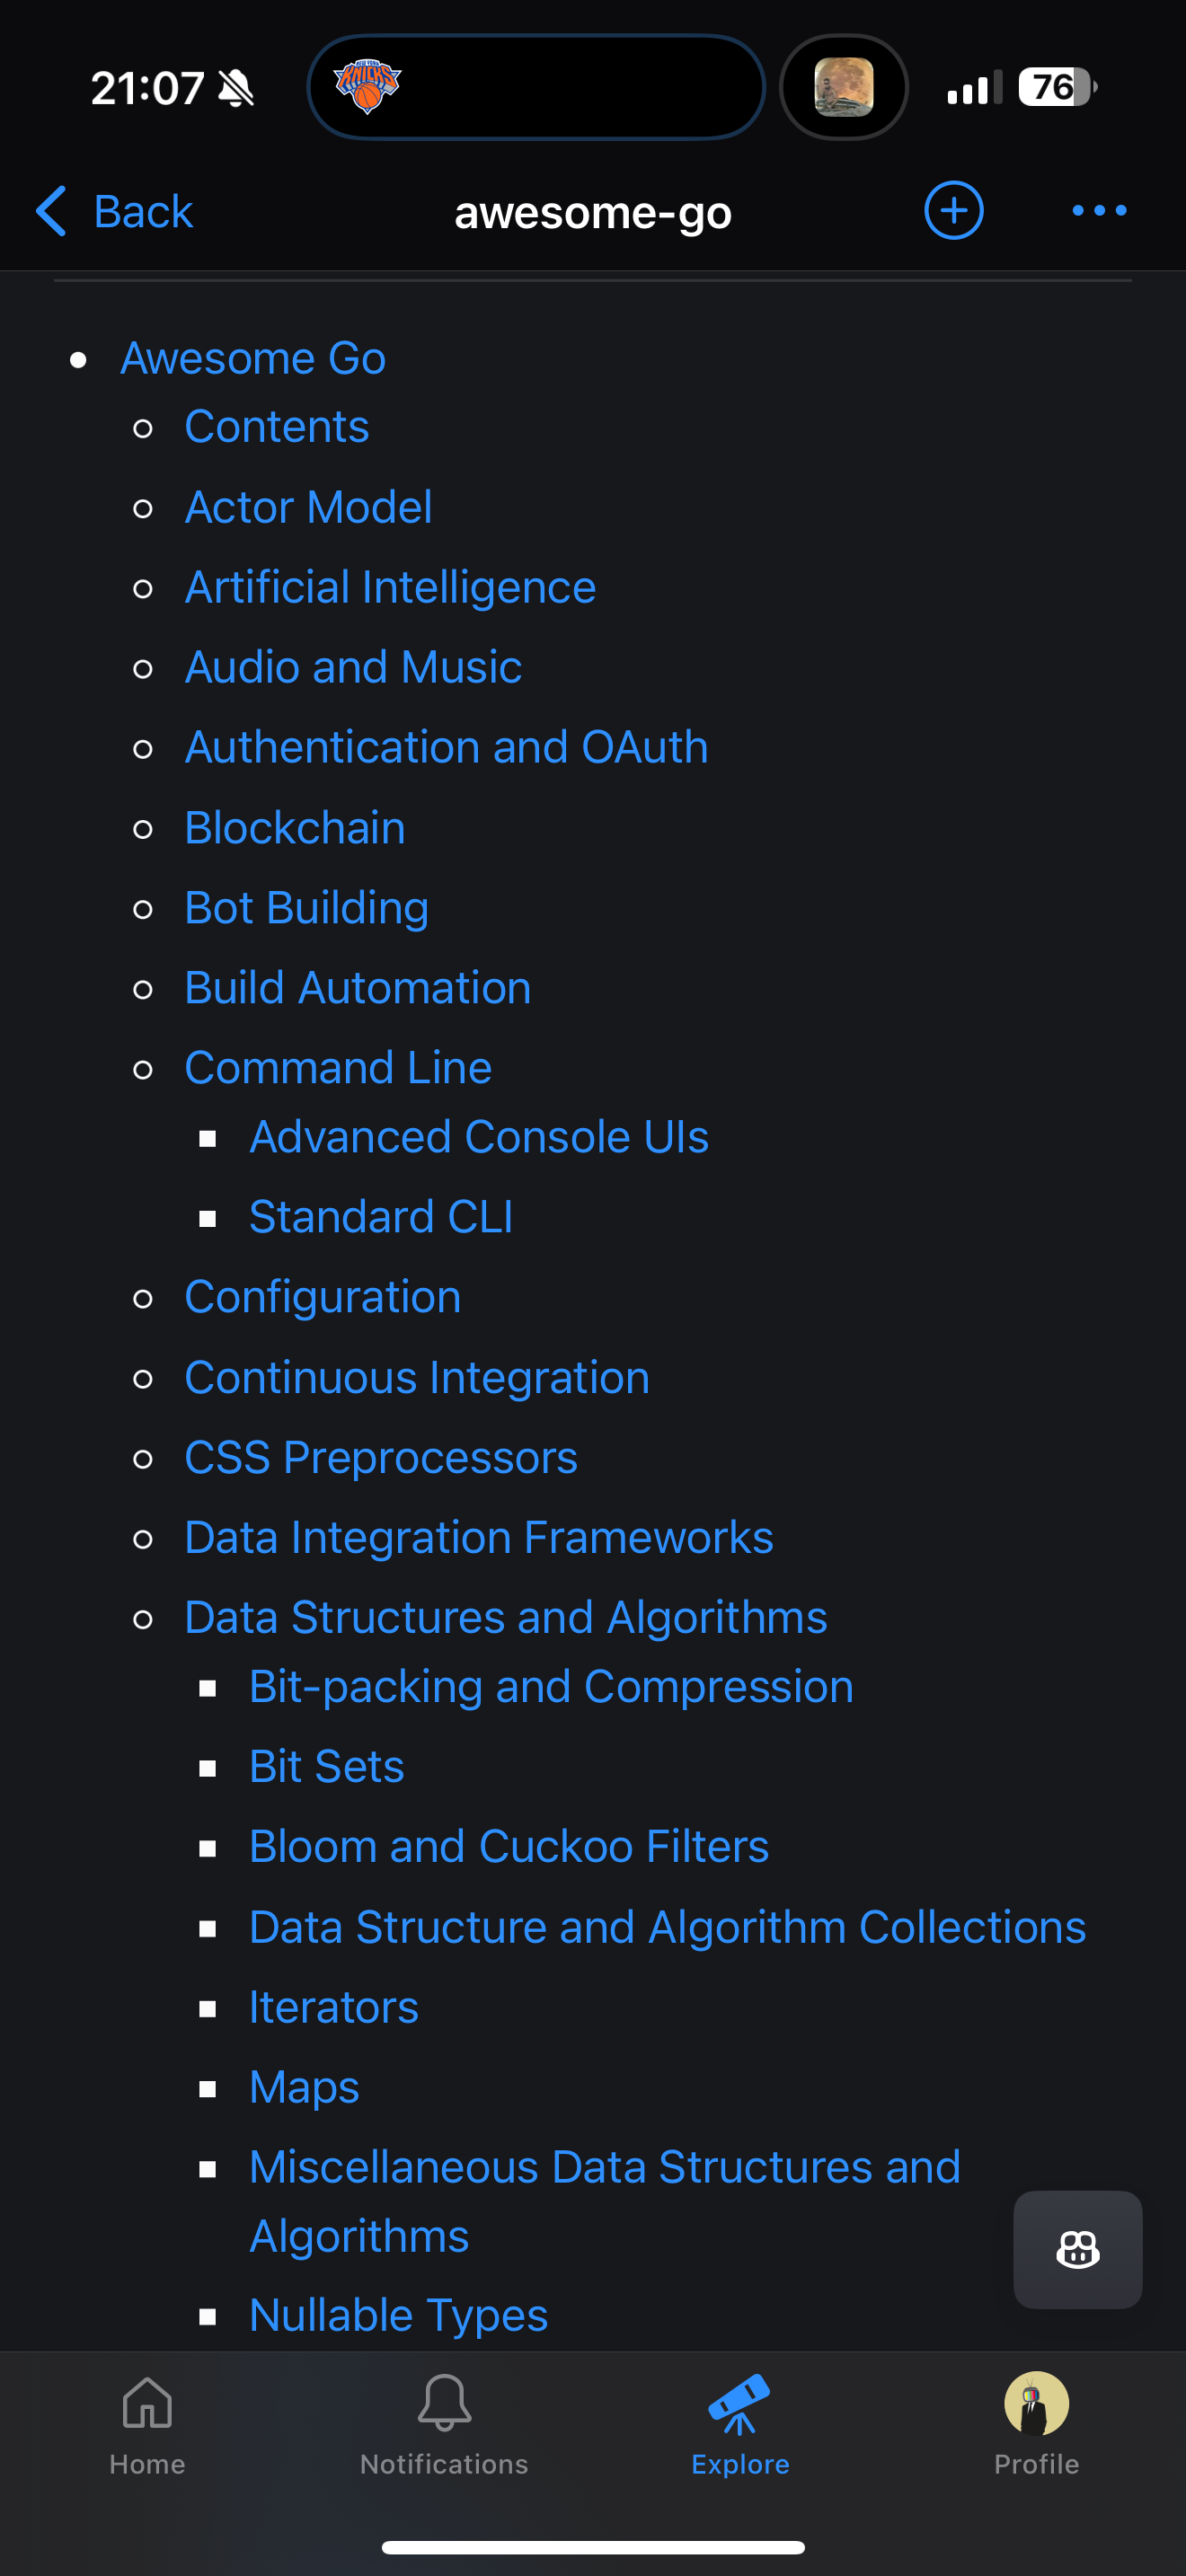 21:07
NEW YORK
KNICKS
76
Back
awesome-go
Awesome Go
Contents
Actor Model
Artificial Intelligence
Audio and Music
Authentication and OAuth
Blockchain
Bot Building
Build Automation
Command Line
Advanced Console UIs
Standard CLI
Configuration
Continuous Integration
CSS Preprocessors
Data Integration Frameworks
Data Structures and Algorithms
Bit-packing and Compression
Bit Sets
Bloom and Cuckoo Filters
Data Structure and Algorithm Collections
Iterators
Maps
Miscellaneous Data Structures and
Algorithms
Nullable Types
Home
Notifications
Explore
Profile